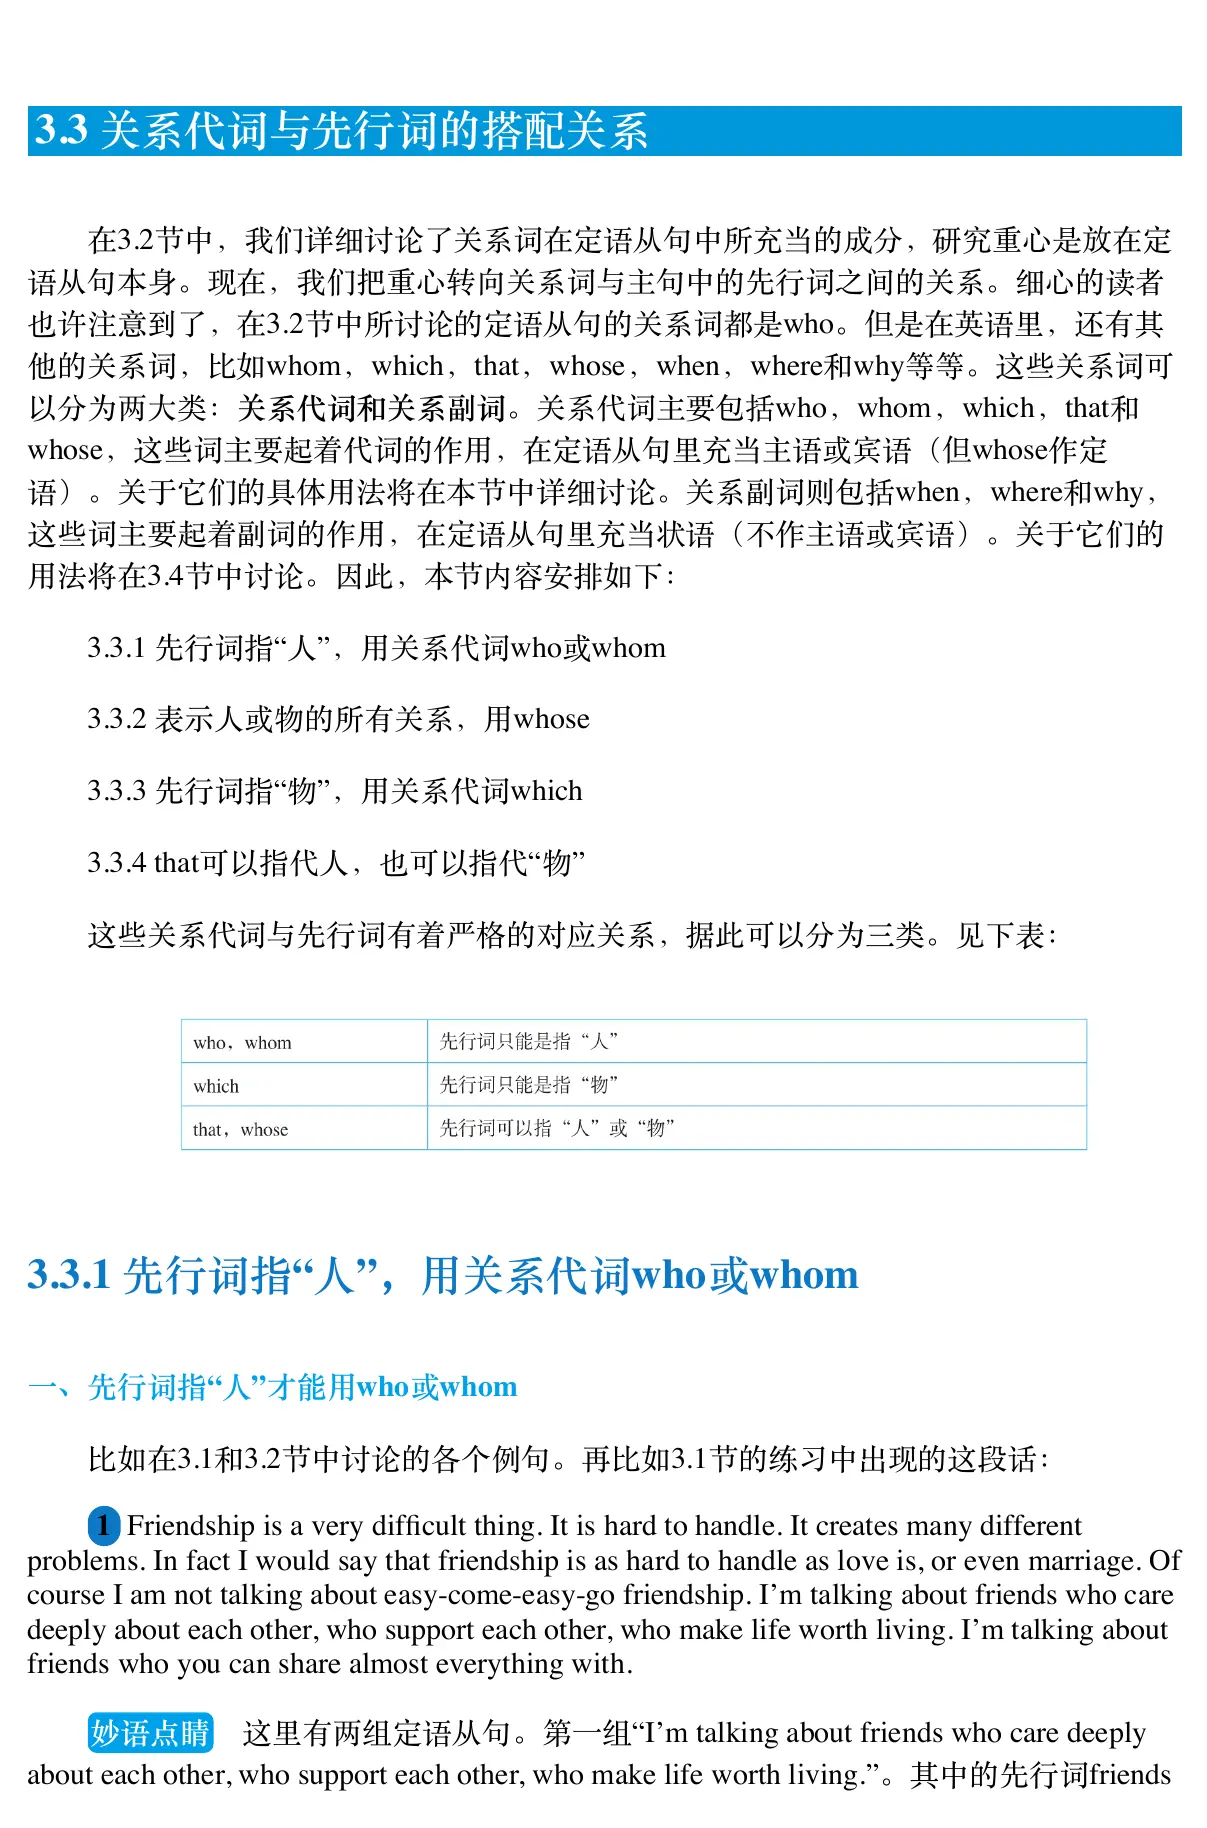 3.3 关系代词与先行词的搭配关系
在3.2节中，我们详细讨论了关系词在定语从句中所充当的成分，研究重心是放在定
语从句本身。现在，我们把重心转向关系词与主句中的先行词之间的关系。细心的读者
也许注意到了，在3.2节中所讨论的定语从句的关系词都是who。但是在英语里，还有其
他的关系词，比如whom，which，that，whose，when，where和why等等。这些关系词可
以分为两大类：关系代词和关系副词。关系代词主要包括who，whom，which，that和
whose，这些词主要起着代词的作用，在定语从句里充当主语或宾语（但whose作定
语）。关于它们的具体用法将在本节中详细讨论。关系副词则包括when，where和why，
这些词主要起着副词的作用，在定语从句里充当状语（不作主语或宾语）。关于它们的
用法将在3.4节中讨论。因此，本节内容安排如下：
3.3.1 先行词指“人”，用关系代词who或whom
3.3.2 表示人或物的所有关系，用whose
3.3.3 先行词指“物”，用关系代词which
3.3.4 that可以指代人，也可以指代“物”
这些关系代词与先行词有着严格的对应关系，据此可以分为三类。见下表：
who，whom 先行词只能是指“人”
which 先行词只能是指“物”
that，whose 先行词可以指“人”或“物”
3.3.1 先行词指“人”，用关系代词who或whom
一、先行词指“人”才能用who或whom
比如在3.1和3.2节中讨论的各个例句。再比如3.1节的练习中出现的这段话：
1 Friendship is a very difficult thing. It is hard to handle. It creates many different
problems. In fact I would say that friendship is as hard to handle as love is, or even marriage. Of
course I am not talking about easy-come-easy-go friendship. I’m talking about friends who care
deeply about each other, who support each other, who make life worth living. I’m talking about
friends who you can share almost everything with.
妙语点睛 这里有两组定语从句。第一组“I’m talking about friends who care deeply
about each other, who support each other, who make life worth living.”。其中的先行词friends